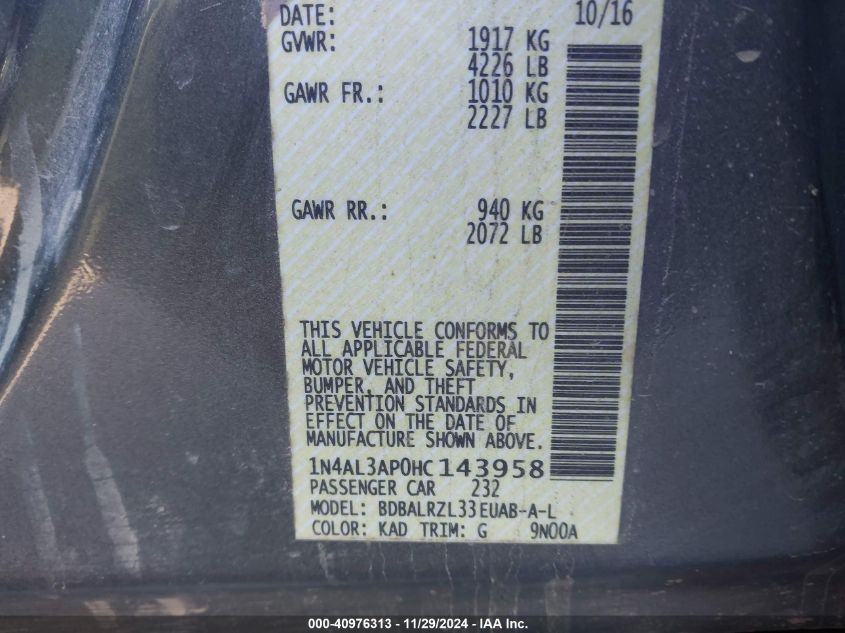 DATE: 10/16
GVWR: 1917 KG
4226 LB
GAWR FR.: 1010 KG
2227 LB
GAWR RR.: 940 KG
2072 LB
THIS VEHICLE CONFORMS TO
ALL APPLICABLE FEDERAL
MOTOR VEHICLE SAFETY,
BUMPER, AND THEFT
PREVENTION STANDARDS IN
EFFECT ON THE DATE OF
MANUFACTURE SHOWN ABOVE.
1N4AL3AP0HC143958
PASSENGER CAR 232
MODEL: BDBALRZL33EUAB-A-L
COLOR: KAD TRIM: G 9N00A
000-40976313 - 11/29/2024 - IAA Inc.